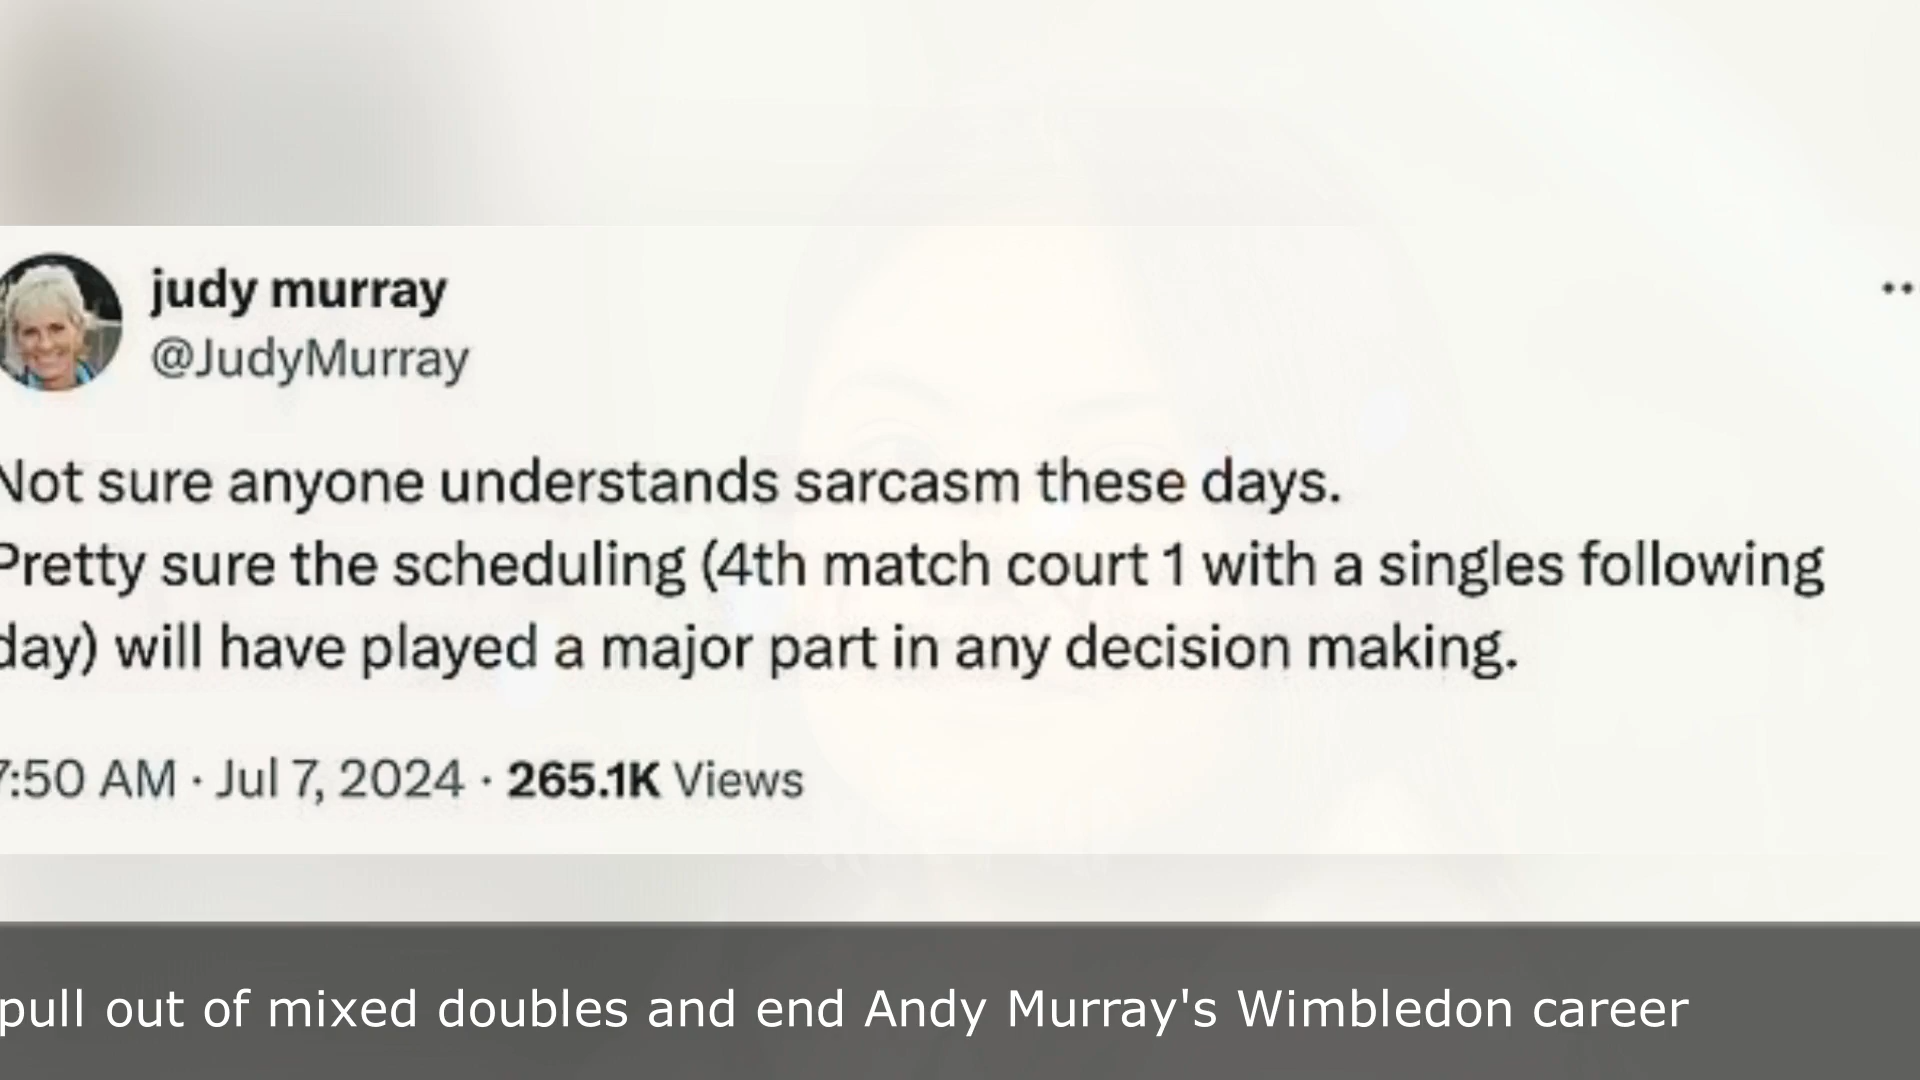 judy murray
@JudyMurray
Not sure anyone understands sarcasm these days.
Pretty sure the scheduling (4th match court 1 with a singles following
day) will have played a major part in any decision making.
7:50 AM · Jul 7, 2024 · 265.1K Views
pull out of mixed doubles and end Andy Murray's Wimbledon career